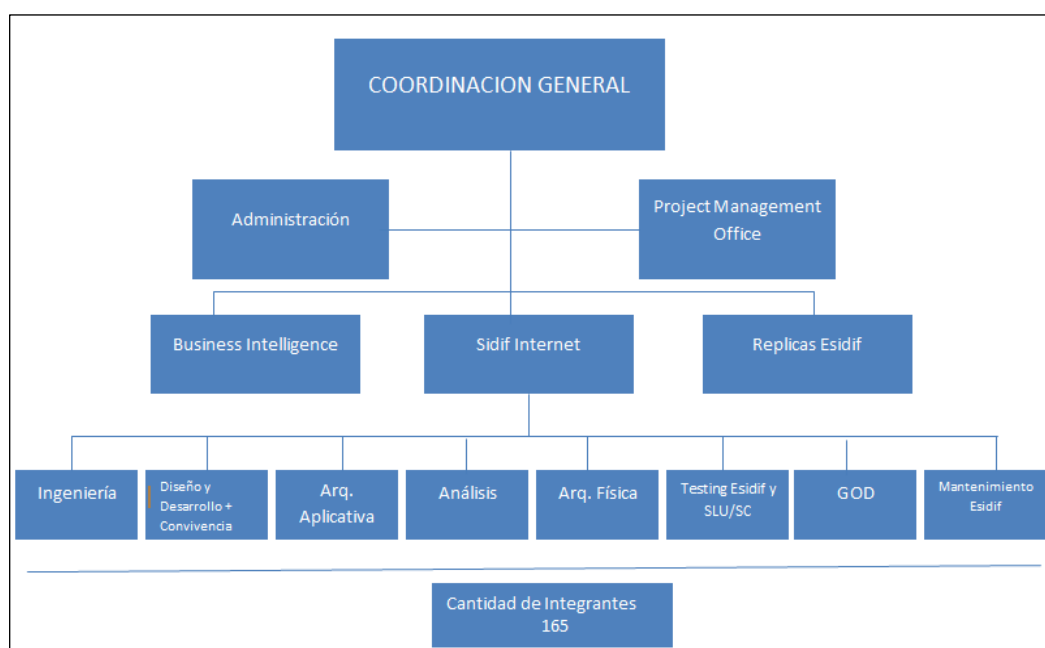 COORDINACION GENERAL
Administración
Project Management
Office
Business Intelligence
Sidif Internet
Replicas Esidif
Ingeniería
Diseño y
Desarrollo +
Convivencia
Arq.
Aplicativa
Análisis
Arq. Física
Testing Esidif y
SLU/SC
GOD
Mantenimiento
Esidif
Cantidad de Integrantes
165